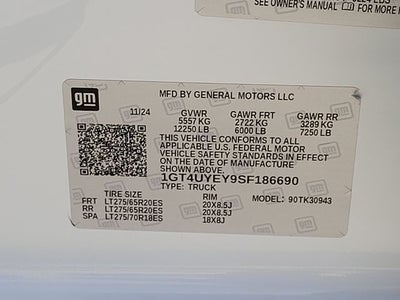 SEE OWNER'S MANUAL FOR MORE
gm
MFD BY GENERAL MOTORS LLC
11/24 GVWR GAWR FRT GAWR RR
5557 KG 2722 KG 3289 KG
12250 LB 6000 LB 7250 LB
THIS VEHICLE CONFORMS TO ALL
APPLICABLE U.S. FEDERAL MOTOR
VEHICLE SAFETY STANDARDS IN EFFECT
ON THE DATE OF MANUFACTURE
SHOWN ABOVE.
1GT4UYEY9SF186690
TYPE: TRUCK
TIRE SIZE RIM MODEL: 90TK30943
FRT LT275/65R20ES 20X8.5J
RR LT275/65R20ES 20X8.5J
SPA LT275/70R18ES 18X8J